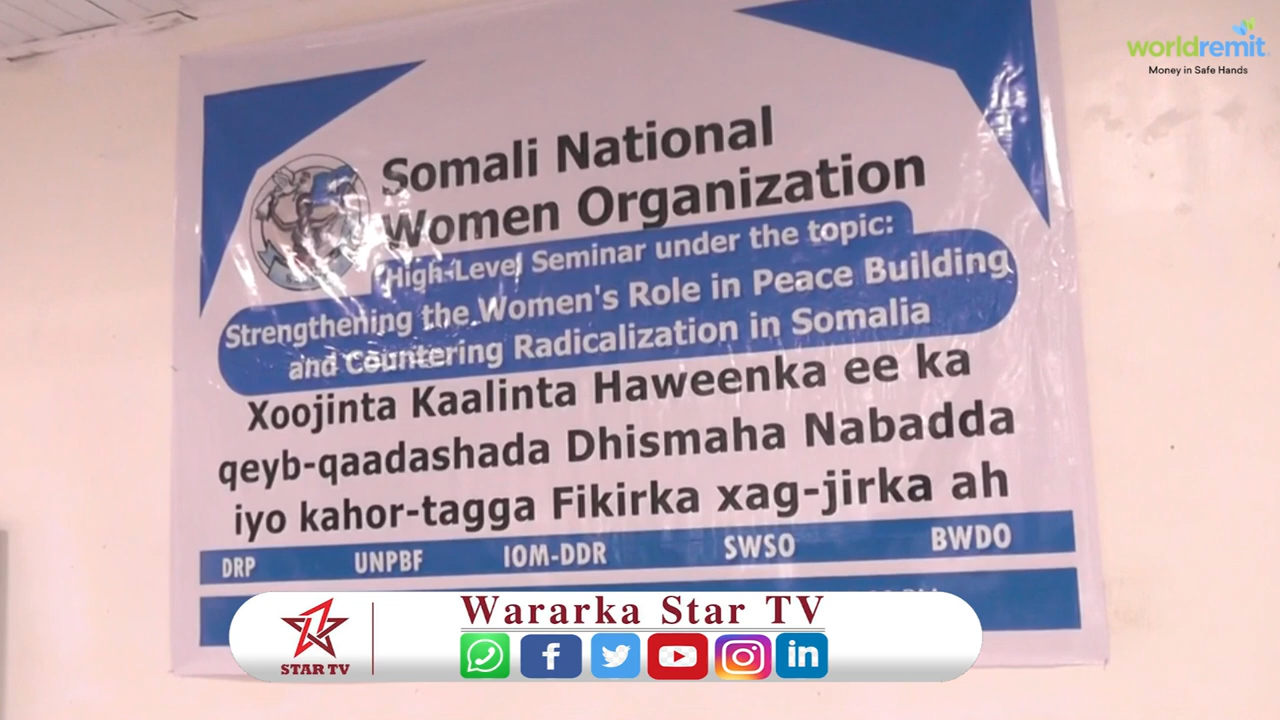 worldremit
Money in Safe Hands
Somali National
Women Organization
High-Level Seminar under the topic:
Strengthening the Women's Role in Peace Building
and Countering Radicalization in Somalia
Xoojinta Kaalinta Haweenka ee ka
qeyb-qaadashada Dhismaha Nabadda
iyo kahor-tagga Fikirka xag-jirka ah
DRP UNPBF IOM-DDR SWSO BWDO
Wararka Star TV
STAR TV
in